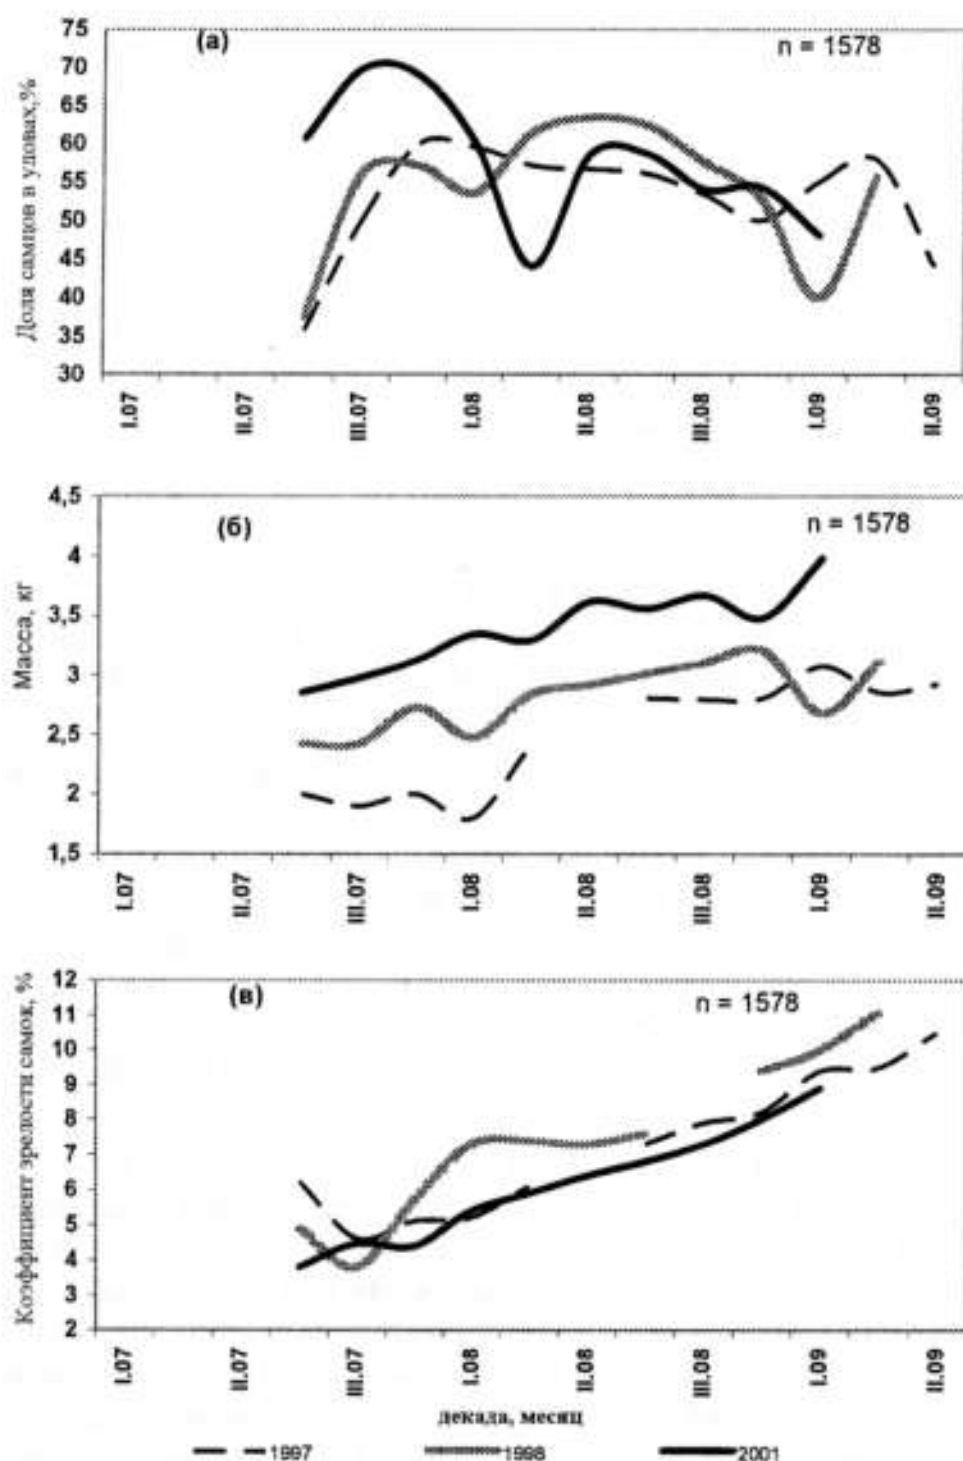 (а)
n = 1578
Доля самцов в уловах,%
75
70
65
60
55
50
45
40
35
30
I.07
II.07
III.07
I.08
II.08
III.08
I.09
II.09
(б)
n = 1578
Масса, кг
4,5
4
3,5
3
2,5
2
1,5
I.07
II.07
III.07
I.08
II.08
III.08
I.09
II.09
(в)
n = 1578
Коэффициент зрелости самок, %
12
11
10
9
8
7
6
5
4
3
2
I.07
II.07
III.07
I.08
II.08
III.08
I.09
II.09
декада, месяц
1997 1998 2001